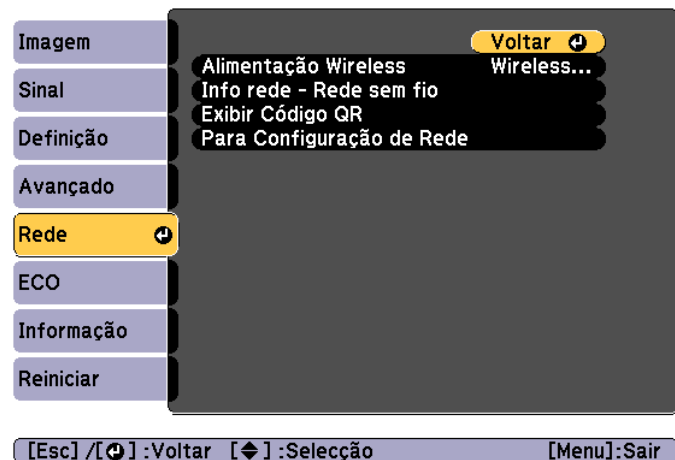 Imagem
Sinal
Definição
Avançado
Rede
ECO
Informação
Reiniciar
Voltar
Alimentação Wireless Wireless...
Info rede - Rede sem fio
Exibir Código QR
Para Configuração de Rede
[Esc] /[ ] :Voltar [ ] :Selecção [Menu]:Sair